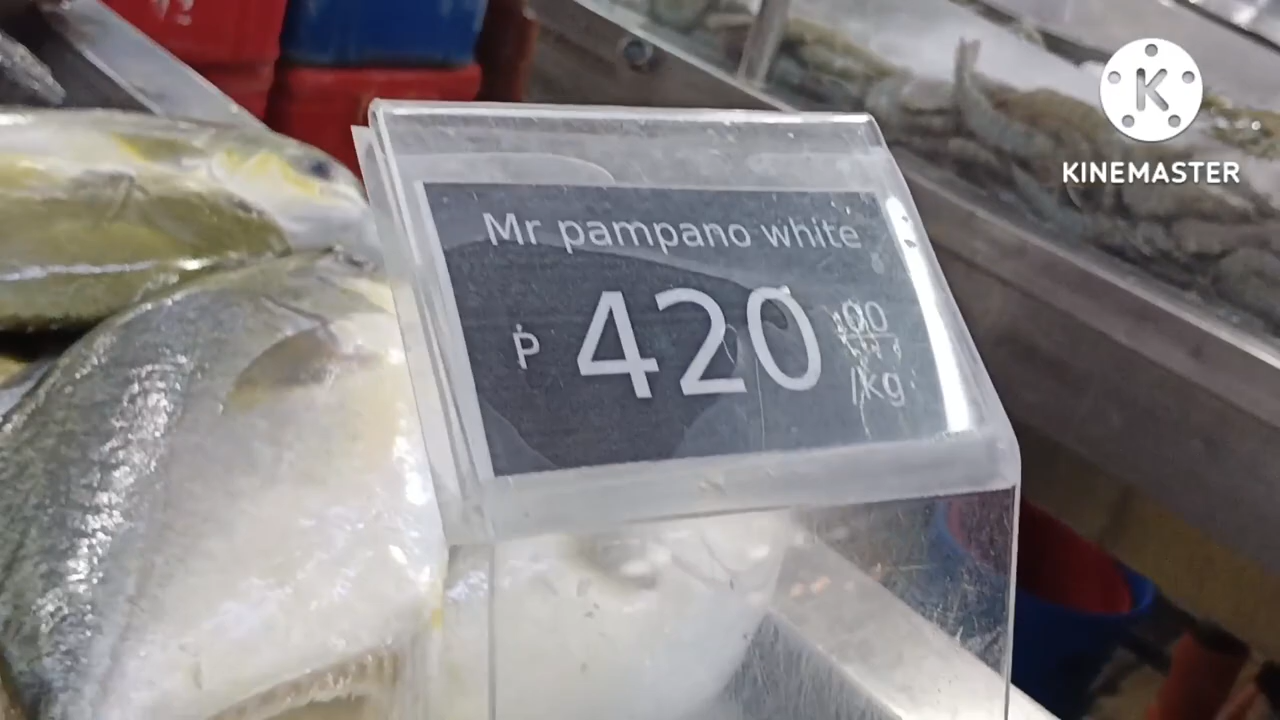 Mr pampano white
₱ 420 00
/kg
K
KINEMASTER